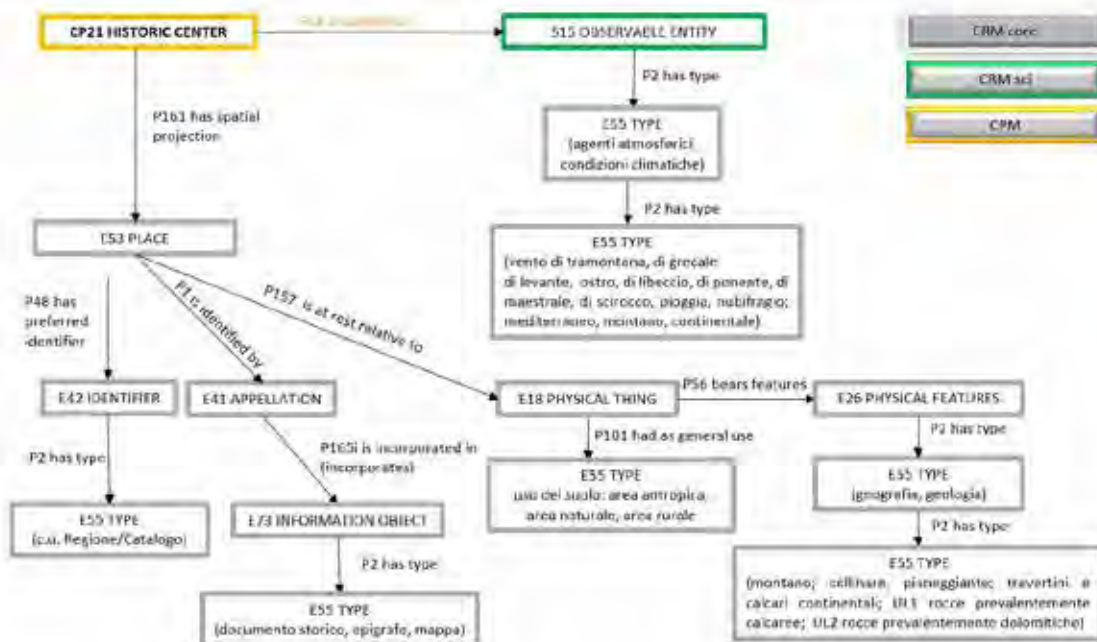 CP21 HISTORIC CENTER
S15 OBSERVABLE ENTITY
CRM core
CRM sci
CPM
P2 has type
P161 has spatial
projection
E55 TYPE
(agenti atmosferici
condizioni climatiche)
P2 has type
E53 PLACE
E55 TYPE
(vento di tramontana, di grecale
di levante, ostro, di libeccio, di ponente, di
maestrale, di scirocco, pioggia, nubifragio;
mediterraneo, montano, continentale)
P48 has
preferred
identifier
P1 is identified by
P157 is at rest relative to
E42 IDENTIFIER
E41 APPELLATION
E18 PHYSICAL THING
P56 bears features
E26 PHYSICAL FEATURES
P2 has type
P165i is incorporated in
(incorporates)
P101 had as general use
P2 has type
E55 TYPE
(c.u. Regione/Catalogo)
E73 INFORMATION OBJECT
E55 TYPE
uso del suolo: area antropica,
area naturale, area rurale
E55 TYPE
(geografia, geologia)
P2 has type
P2 has type
E55 TYPE
(documento storico, epigrafe, mappa)
E55 TYPE
(montano; collinare, pianeggiante; travertini e
calcari continental; UL1 rocce prevalentemente
calcaree; UL2 rocce prevalentemente dolomitiche)